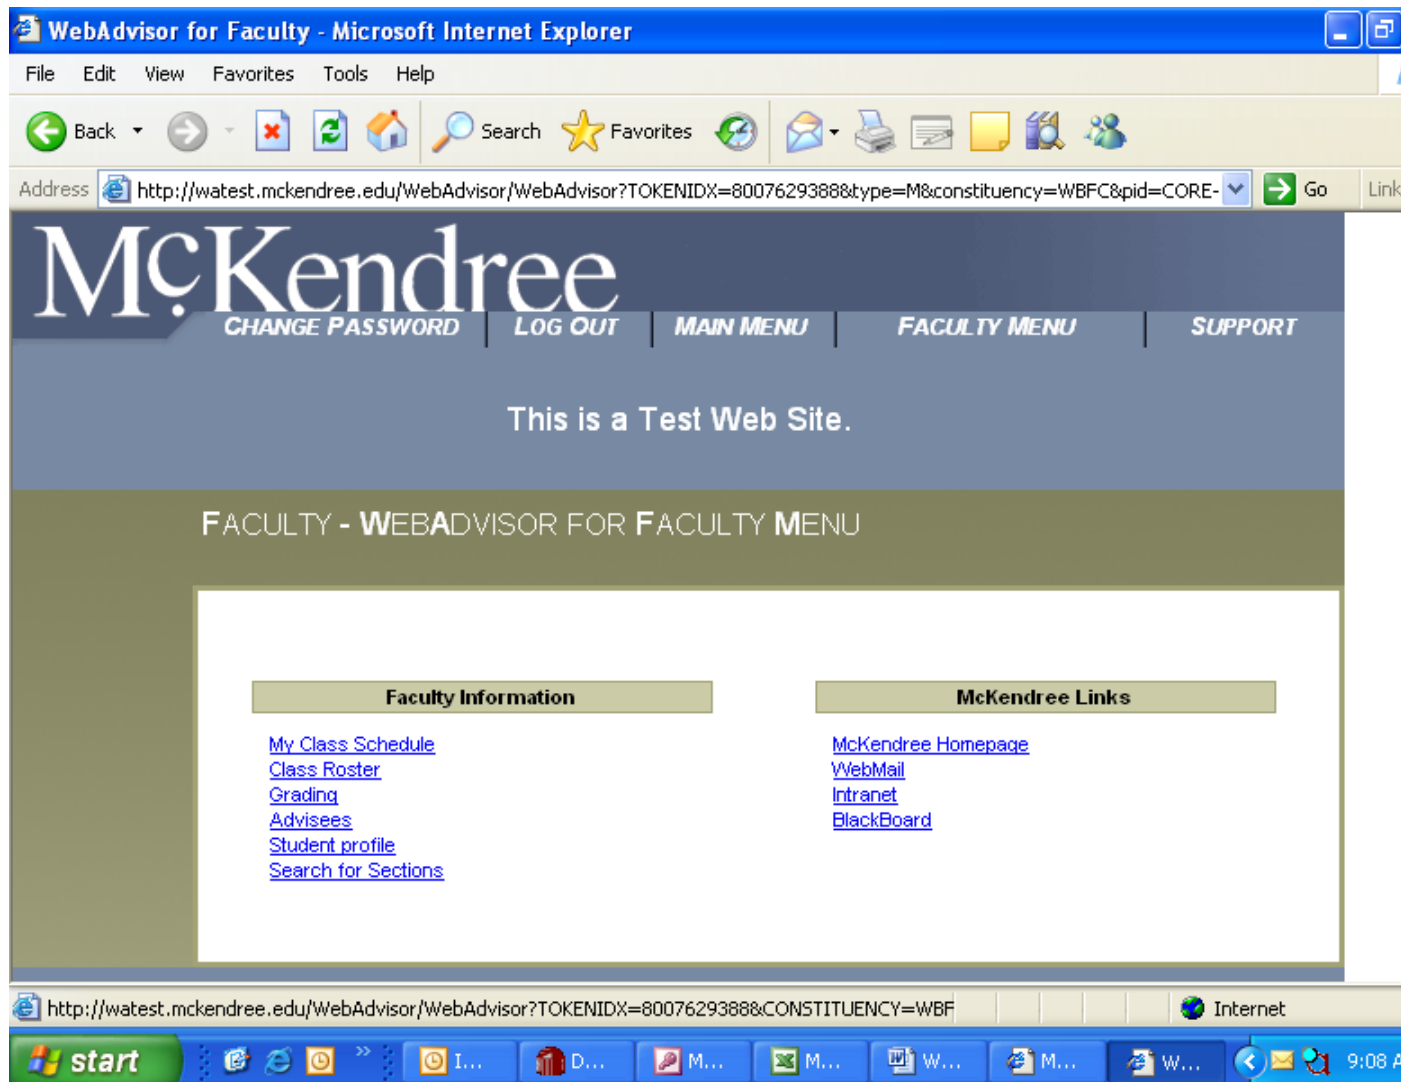 WebAdvisor for Faculty - Microsoft Internet Explorer
File Edit View Favorites Tools Help
Back Search Favorites
Address http://watest.mckendree.edu/WebAdvisor/WebAdvisor?TOKENIDX=8007629388&type=M&constituency=WBFC&pid=CORE- Go Link
McKendree
CHANGE PASSWORD LOG OUT MAIN MENU FACULTY MENU SUPPORT
This is a Test Web Site.
FACULTY - WEBADVISOR FOR FACULTY MENU
Faculty Information
My Class Schedule
Class Roster
Grading
Advisees
Student profile
Search for Sections
McKendree Links
McKendree Homepage
WebMail
Intranet
BlackBoard
http://watest.mckendree.edu/WebAdvisor/WebAdvisor?TOKENIDX=8007629388&CONSTITUENCY=WBF Internet
start » I... D... M... M... W... M... W... 9:08 A